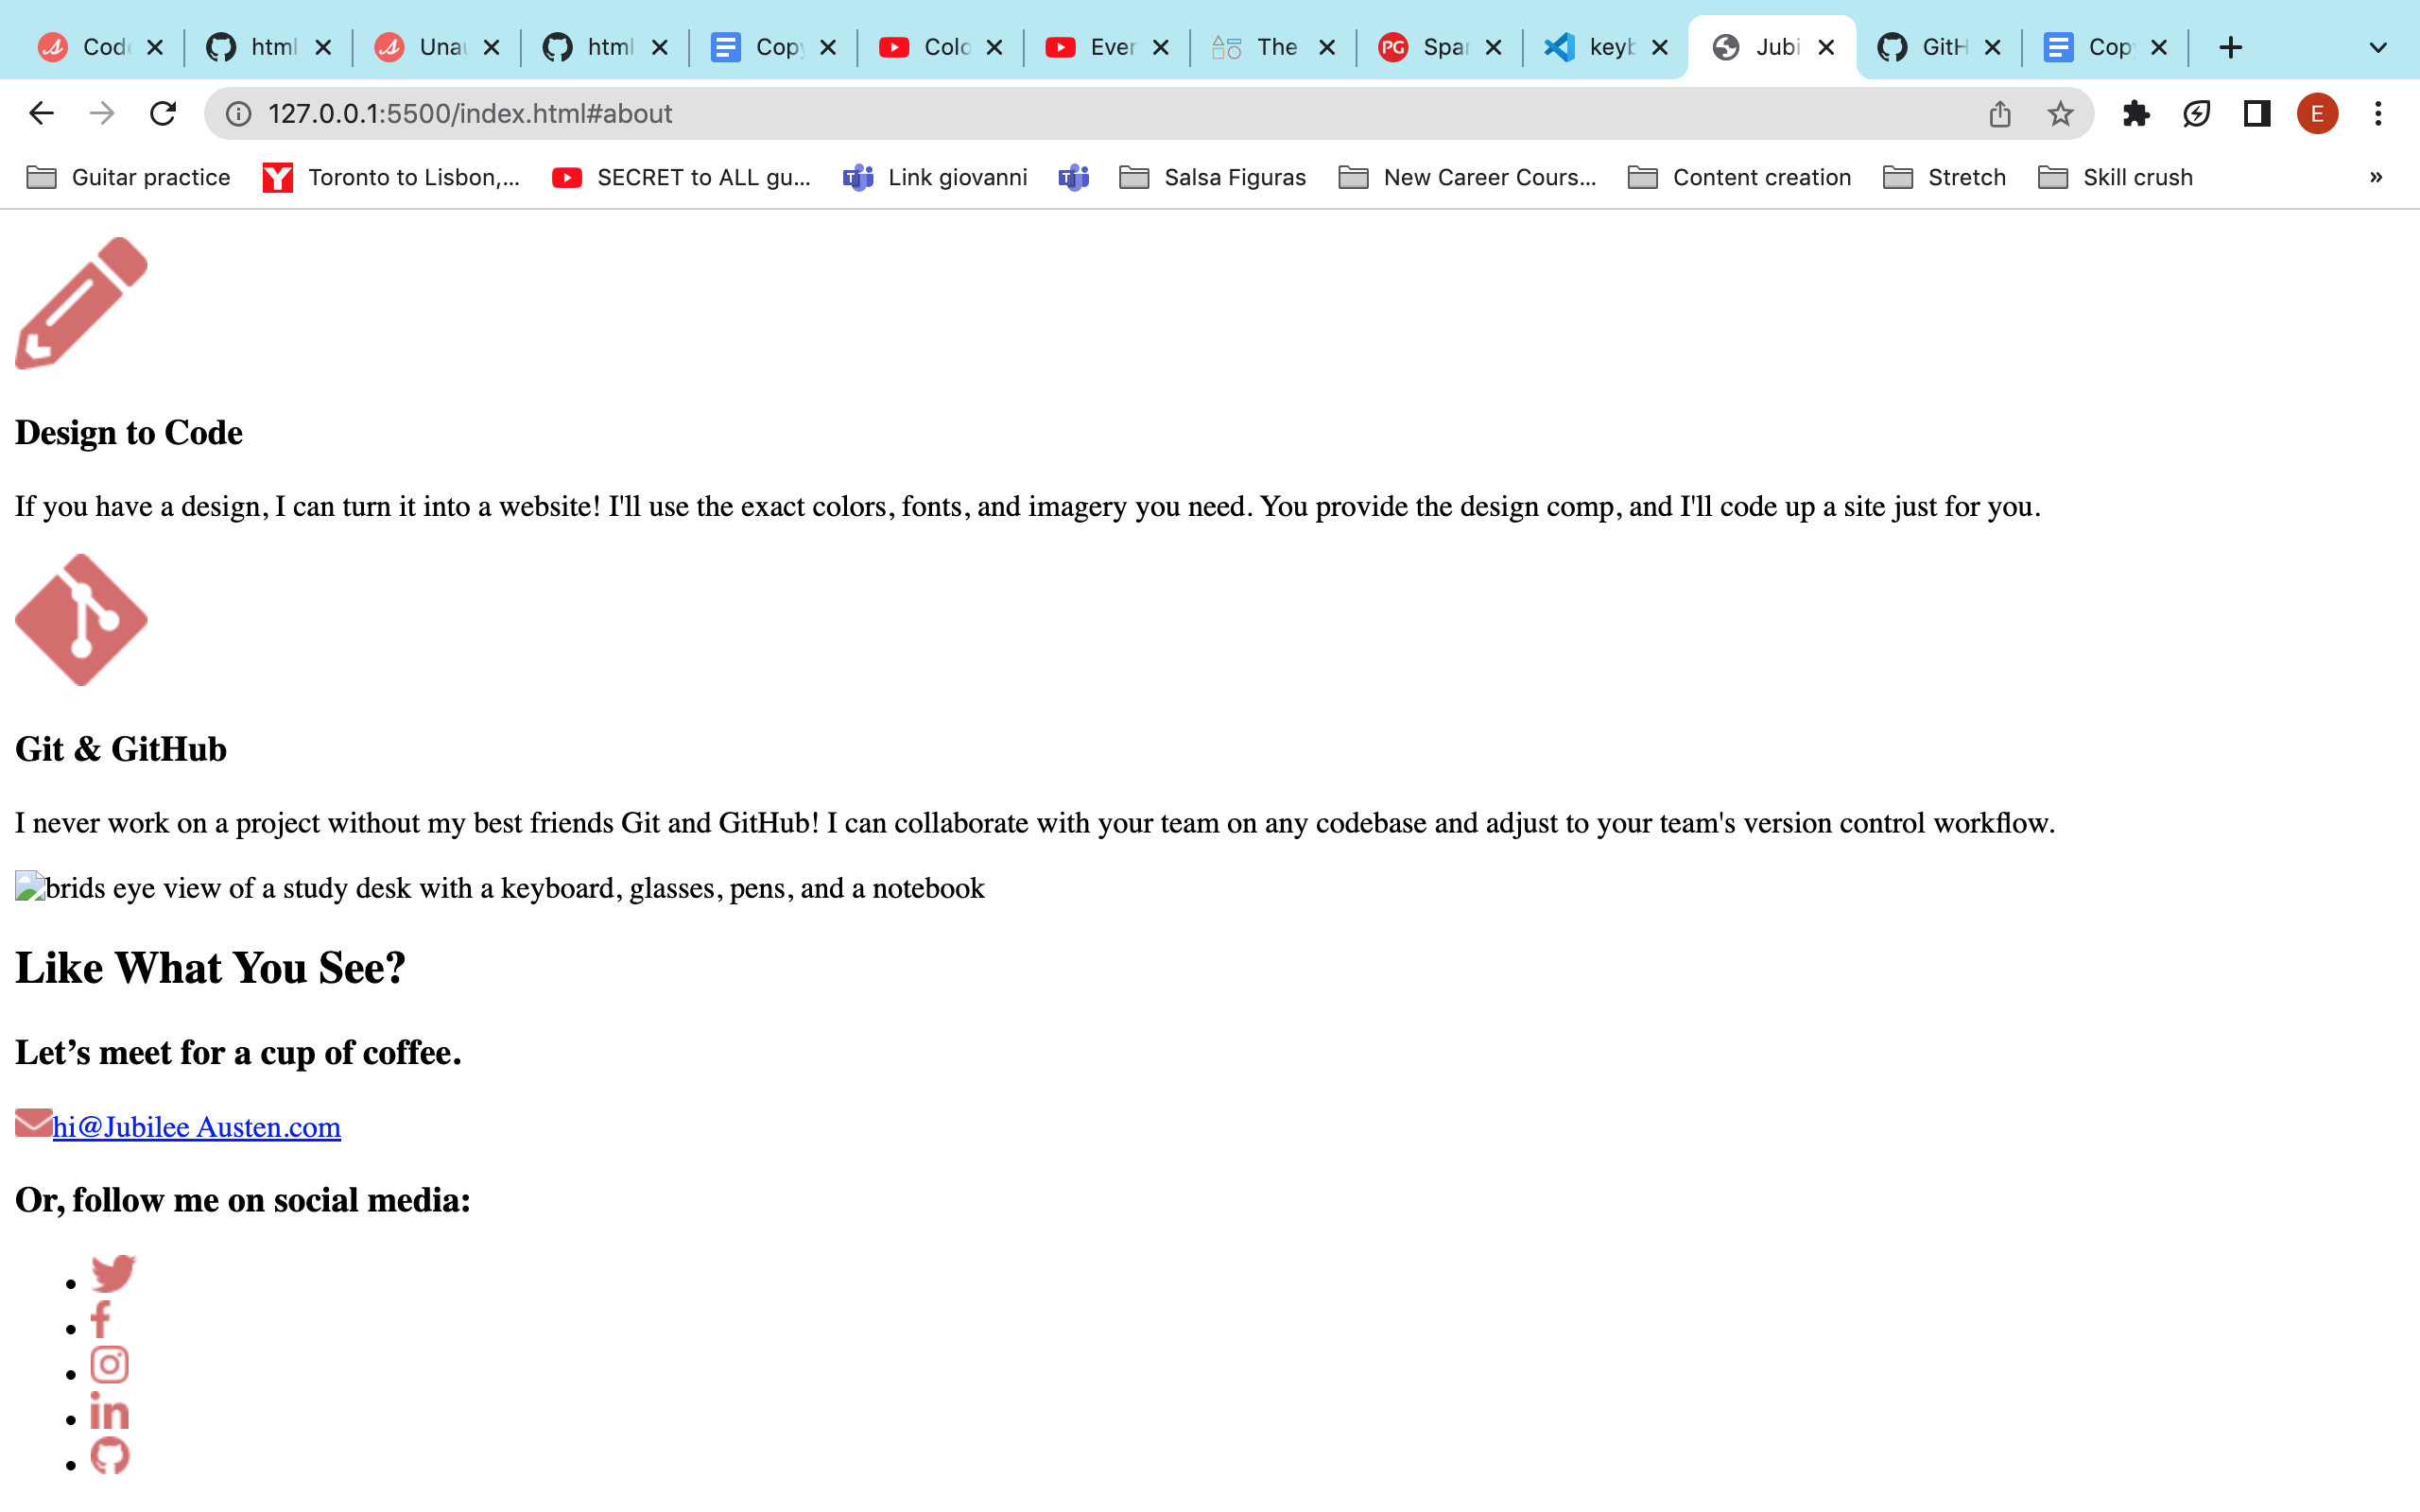 Code
html
Unau
html
Copy
Colo
Ever
The
PG Spar
keyb
Jubi
GitH
Copy
127.0.0.1:5500/index.html#about
E
Guitar practice
Toronto to Lisbon,...
SECRET to ALL gu...
Link giovanni
Salsa Figuras
New Career Cours...
Content creation
Stretch
Skill crush
»
Design to Code
If you have a design, I can turn it into a website! I'll use the exact colors, fonts, and imagery you need. You provide the design comp, and I'll code up a site just for you.
Git & GitHub
I never work on a project without my best friends Git and GitHub! I can collaborate with your team on any codebase and adjust to your team's version control workflow.
brids eye view of a study desk with a keyboard, glasses, pens, and a notebook
Like What You See?
Let’s meet for a cup of coffee.
hi@Jubilee Austen.com
Or, follow me on social media: